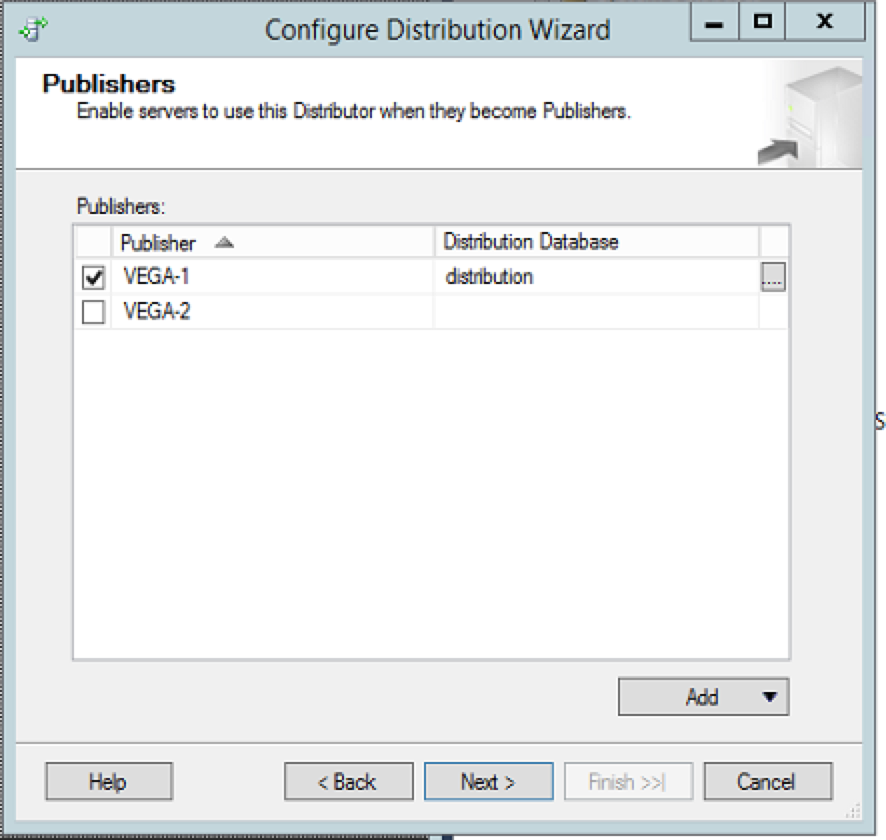 Configure Distribution Wizard
Publishers
Enable servers to use this Distributor when they become Publishers.
Publishers:
Publisher Distribution Database
VEGA-1 distribution ....
VEGA-2
Add
Help < Back Next > Finish >>| Cancel
s